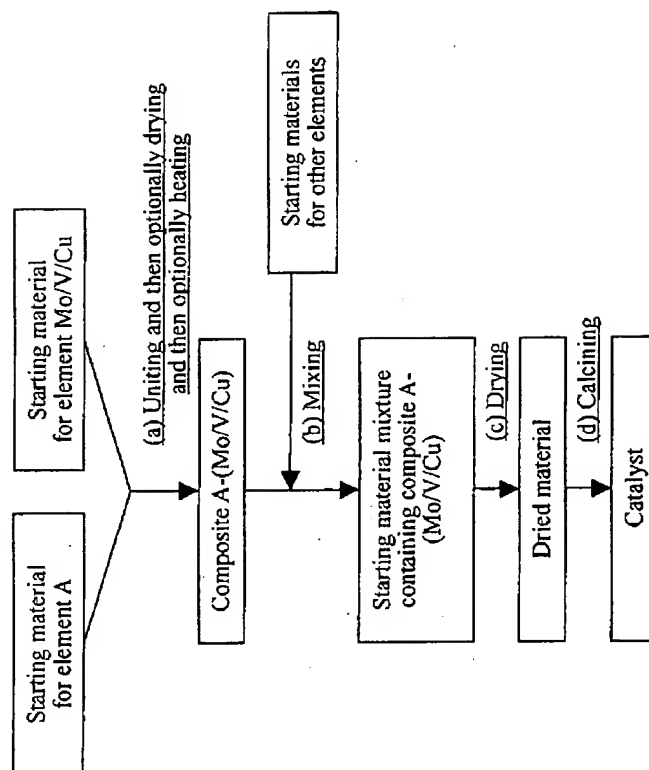 Starting material
for element A
Starting material
for element Mo/V/Cu
(a) Uniting and then optionally drying
and then optionally heating
Composite A-(Mo/V/Cu)
Starting materials
for other elements
(b) Mixing
Starting material mixture
containing composite A-
(Mo/V/Cu)
(c) Drying
Dried material
(d) Calcining
Catalyst